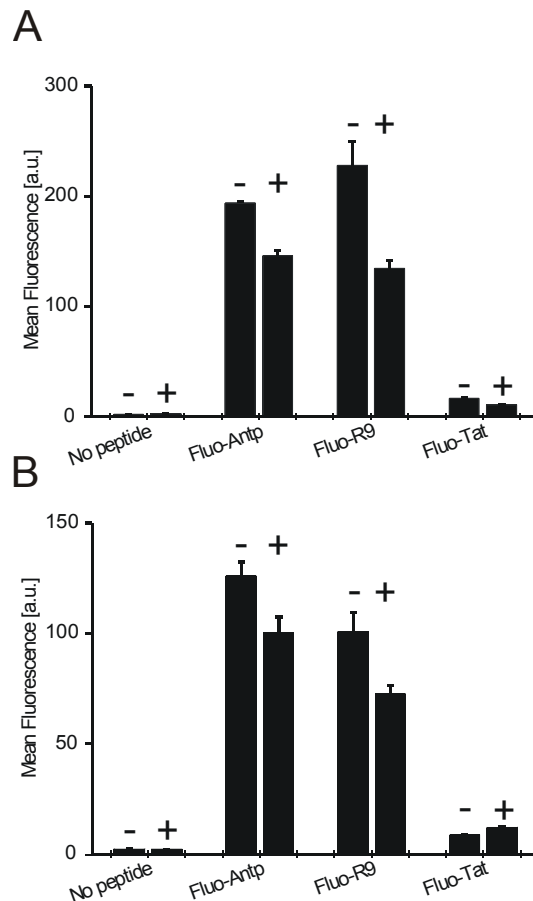 A
300
- +
- +
200
Mean Fluorescence [a.u.]
100
- +
- +
0
No peptide Fluo-Antp Fluo-R9 Fluo-Tat
B
150
- +
- +
100
Mean Fluorescence [a.u.]
50
- +
- +
0
No peptide Fluo-Antp Fluo-R9 Fluo-Tat